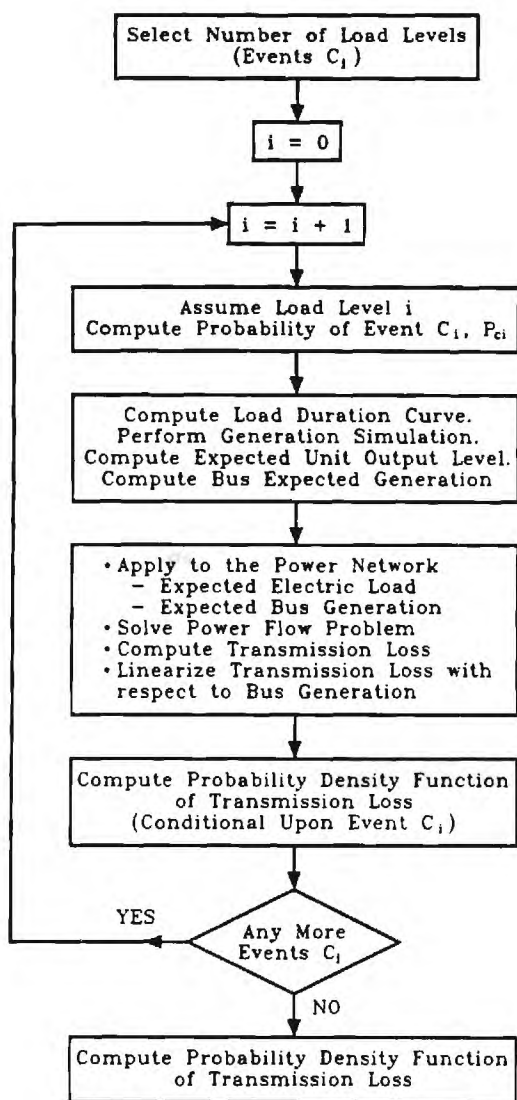 Select Number of Load Levels
(Events Cᵢ)
i = 0
i = i + 1
Assume Load Level i
Compute Probability of Event Cᵢ, P_ci
Compute Load Duration Curve.
Perform Generation Simulation.
Compute Expected Unit Output Level.
Compute Bus Expected Generation
• Apply to the Power Network
– Expected Electric Load
– Expected Bus Generation
• Solve Power Flow Problem
• Compute Transmission Loss
• Linearize Transmission Loss with
respect to Bus Generation
Compute Probability Density Function
of Transmission Loss
(Conditional Upon Event Cᵢ)
YES
Any More
Events Cᵢ
NO
Compute Probability Density Function
of Transmission Loss